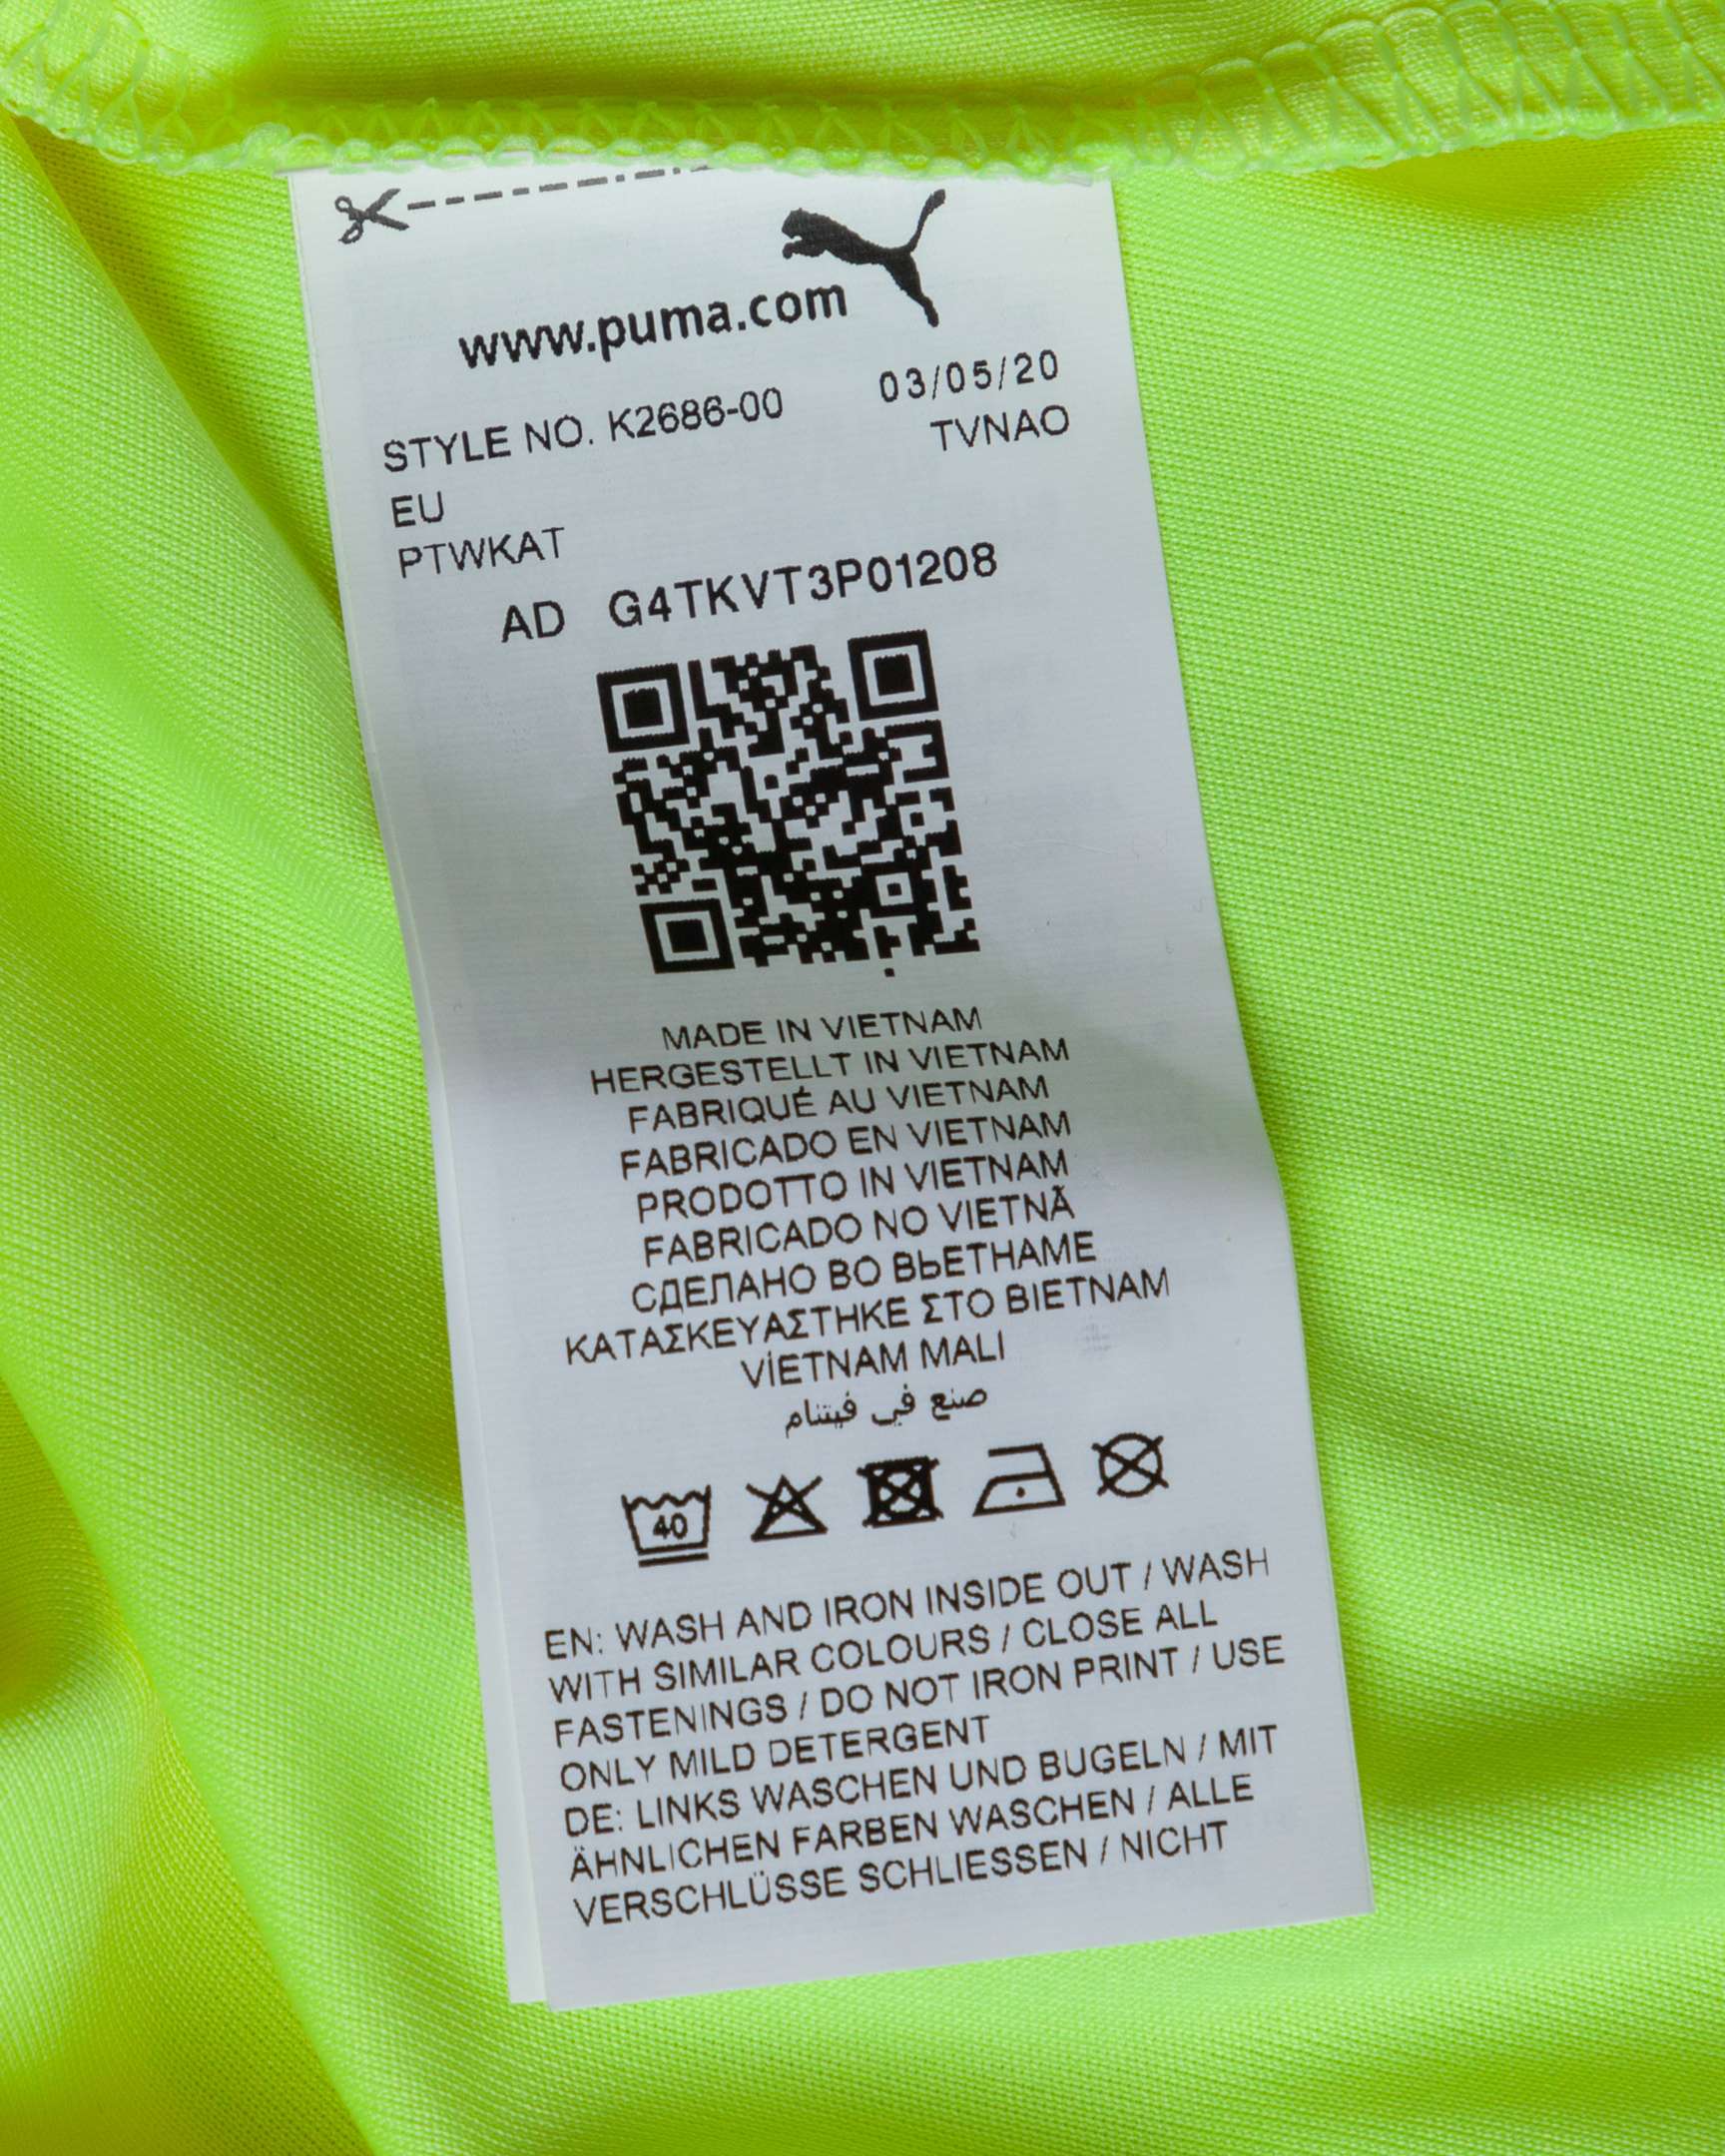 www.puma.com
STYLE NO. K2686-00 03/05/20
EU TVNAO
PTWKAT
AD G4TKVT3P01208
MADE IN VIETNAM
HERGESTELLT IN VIETNAM
FABRIQUÉ AU VIETNAM
FABRICADO EN VIETNAM
PRODOTTO IN VIETNAM
FABRICADO NO VIETNÃ
СДЕЛАНО ВО ВЬЕТНАМЕ
ΚΑΤΑΣΚΕΥΑΣΤΗΚΕ ΣΤΟ ΒΙΕΤΝΑΜ
VİETNAM MALI
صنع في فيتنام
40
EN: WASH AND IRON INSIDE OUT / WASH
WITH SIMILAR COLOURS / CLOSE ALL
FASTENINGS / DO NOT IRON PRINT / USE
ONLY MILD DETERGENT
DE: LINKS WASCHEN UND BUGELN / MIT
ÄHNLICHEN FARBEN WASCHEN / ALLE
VERSCHLÜSSE SCHLIESSEN / NICHT